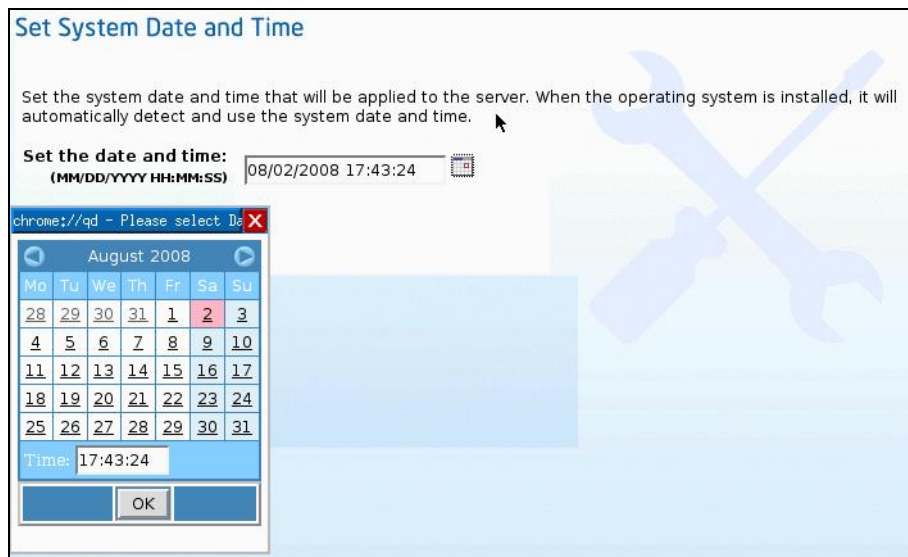 Set System Date and Time
Set the system date and time that will be applied to the server. When the operating system is installed, it will
automatically detect and use the system date and time.
Set the date and time:
(MM/DD/YYYY HH:MM:SS)
08/02/2008 17:43:24
chrome://qd - Please select Da
August 2008
Mo Tu We Th Fr Sa Su
28 29 30 31 1 2 3
4 5 6 7 8 9 10
11 12 13 14 15 16 17
18 19 20 21 22 23 24
25 26 27 28 29 30 31
Time: 17:43:24
OK